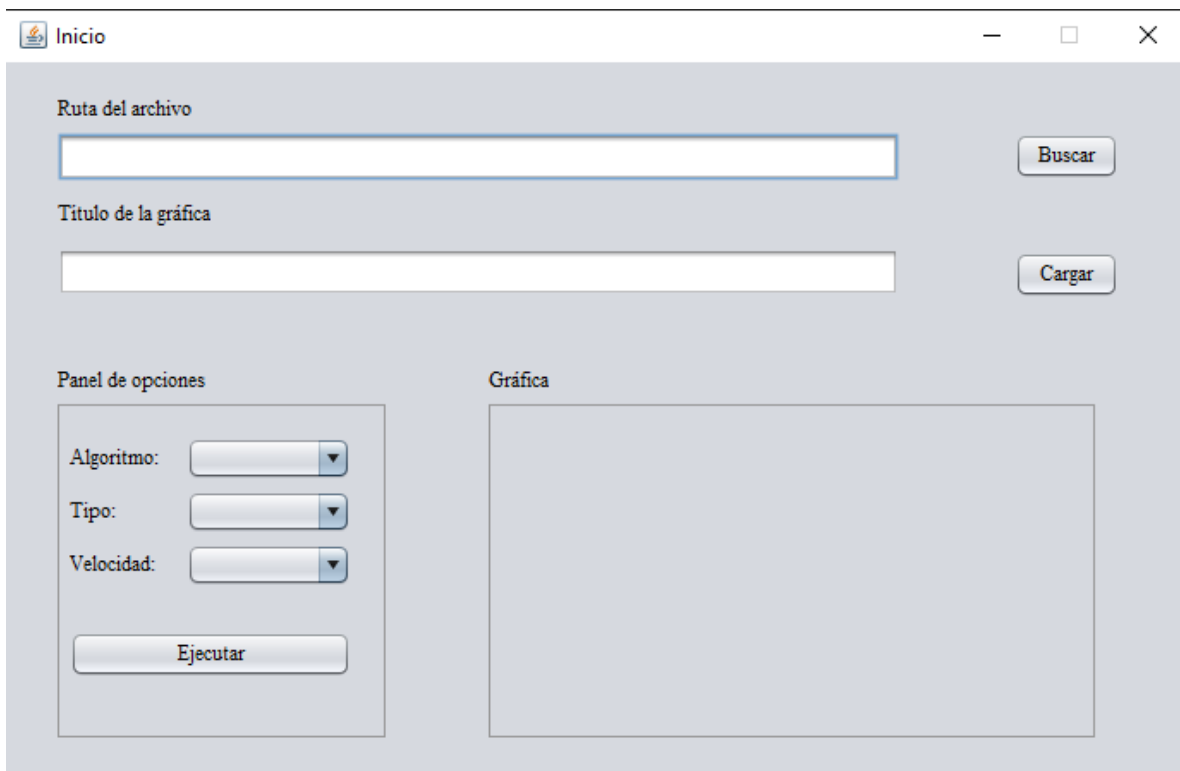 Inicio
Ruta del archivo
Buscar
Título de la gráfica
Cargar
Panel de opciones
Gráfica
Algoritmo:
Tipo:
Velocidad:
Ejecutar